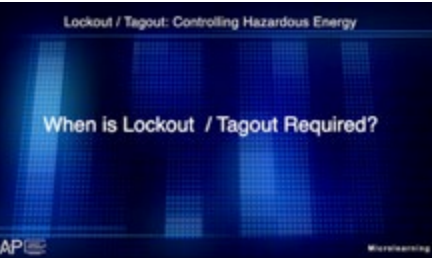 Lockout / Tagout: Controlling Hazardous Energy
When is Lockout / Tagout Required?
AP
Microlearning